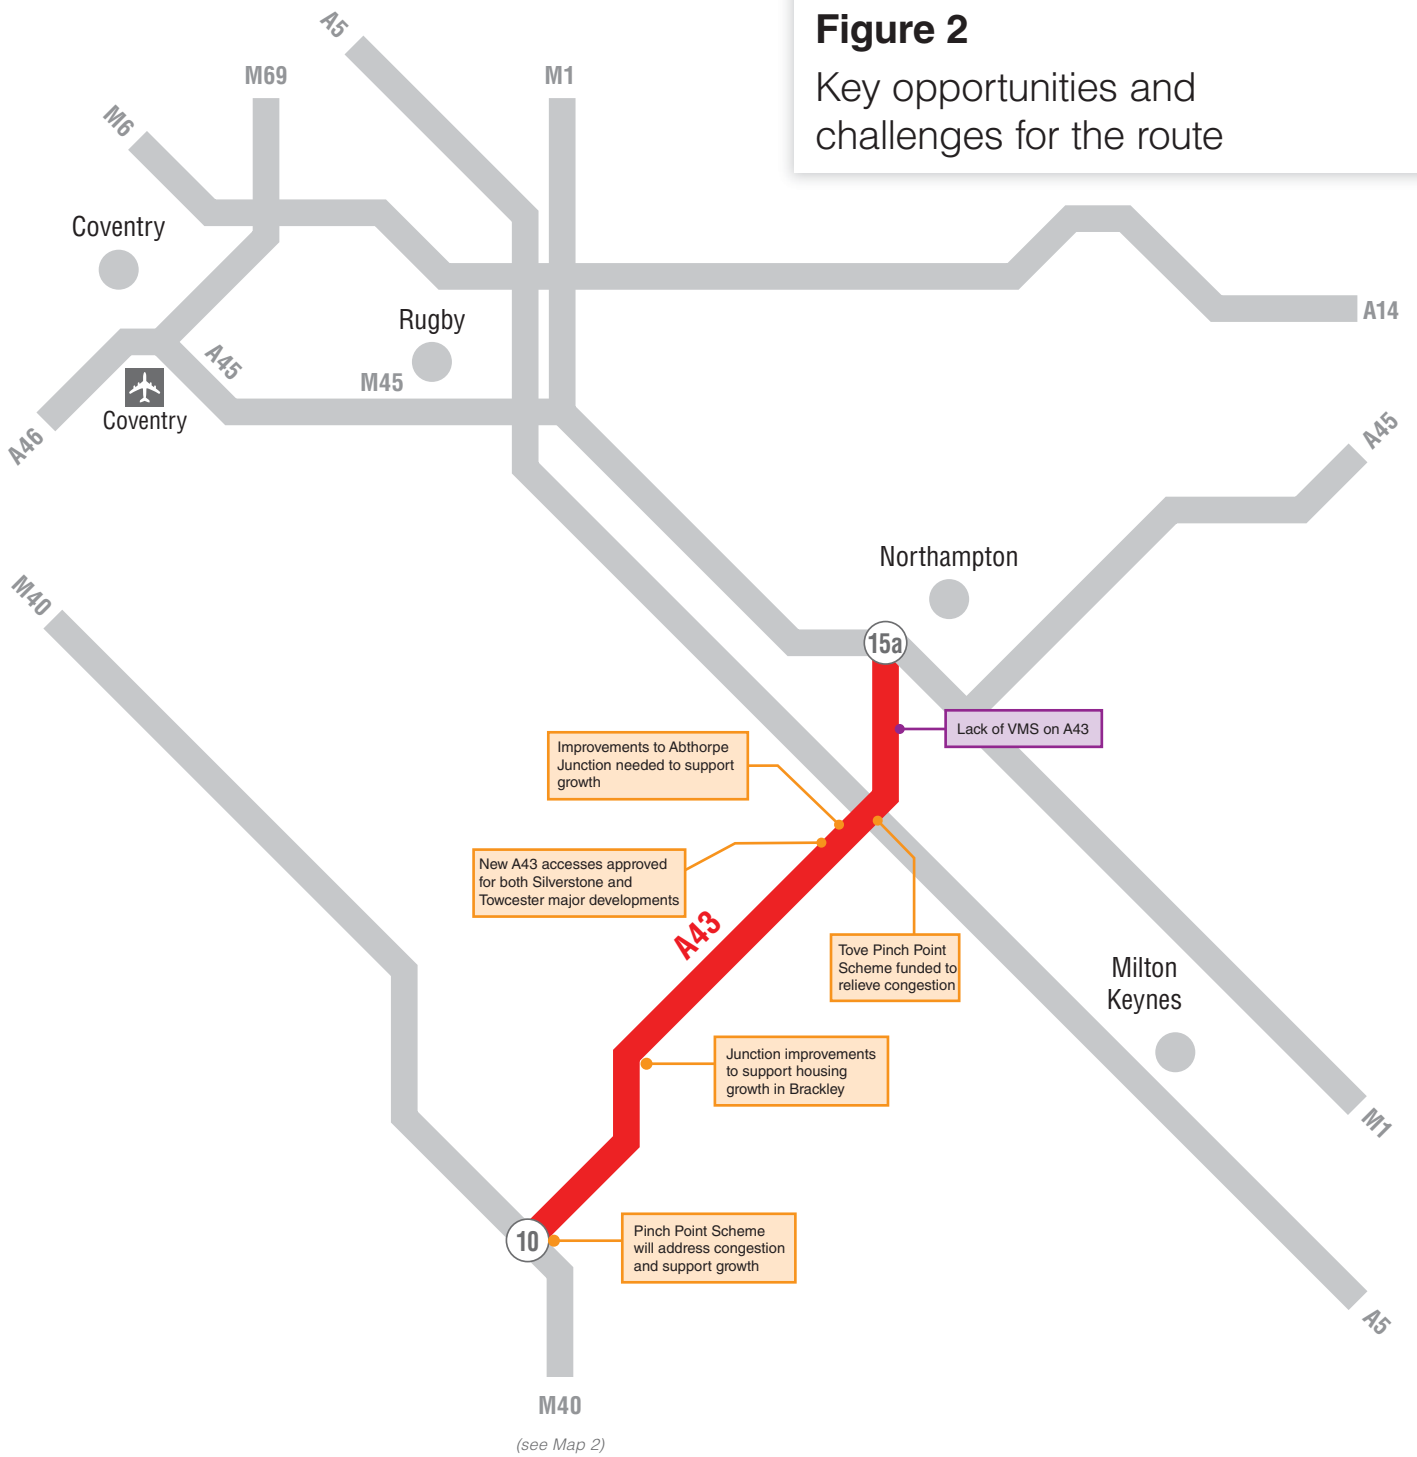 Figure 2
Key opportunities and
challenges for the route
A5
M69
M1
M6
Coventry
Rugby
A14
A45
M45
Coventry
A46
A45
Northampton
M40
15a
Lack of VMS on A43
Improvements to Abthorpe
Junction needed to support
growth
New A43 accesses approved
for both Silverstone and
Towcester major developments
A43
Tove Pinch Point
Scheme funded to
relieve congestion
Milton
Keynes
Junction improvements
to support housing
growth in Brackley
M1
10
Pinch Point Scheme
will address congestion
and support growth
A5
M40
(see Map 2)